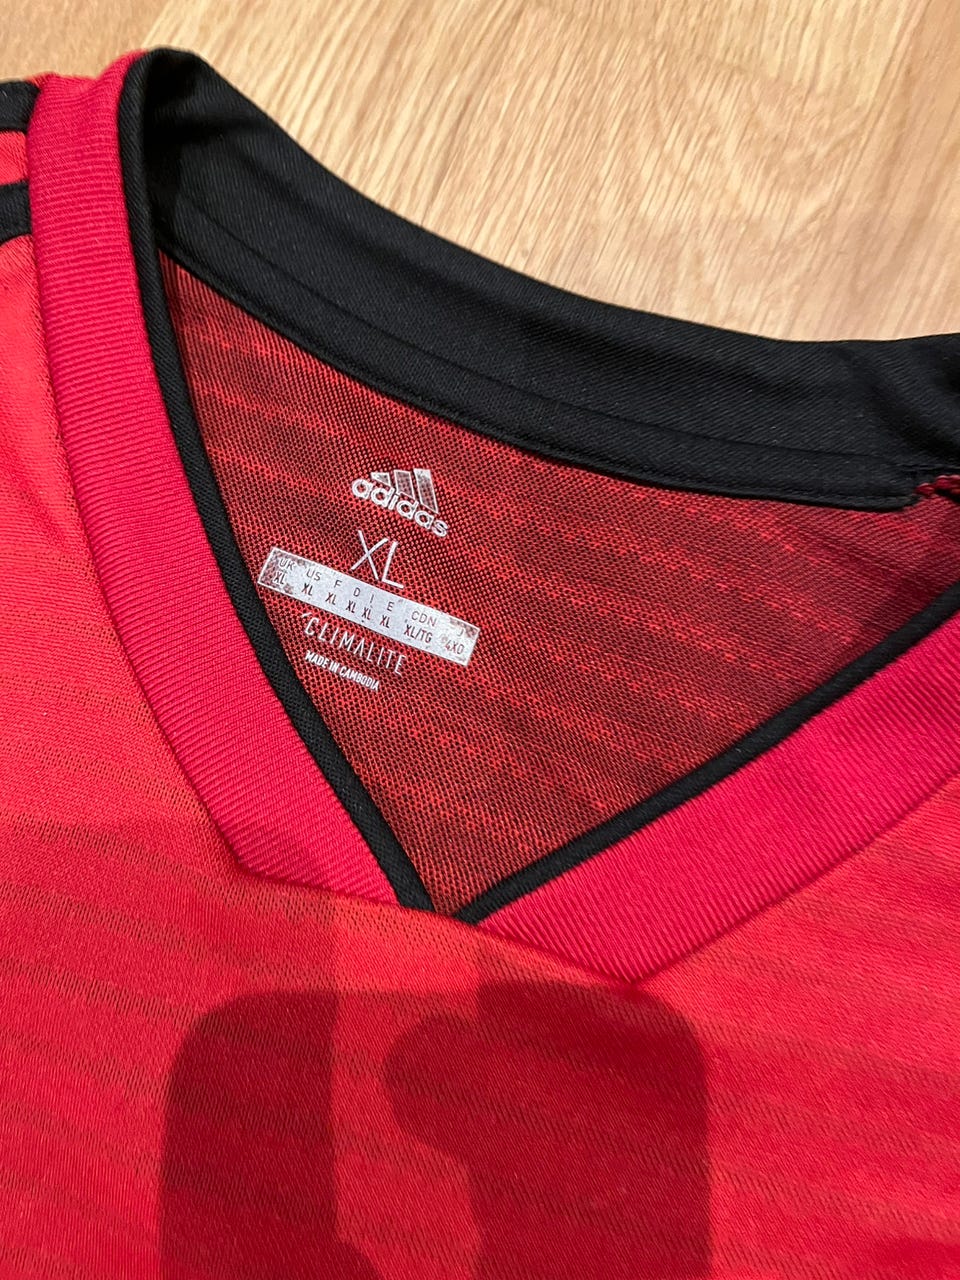 adidas
XL
UK US F D I E CDN J
XL XL XL XL XL XL XL/TG 4XO
CLIMALITE
MADE IN CAMBODIA